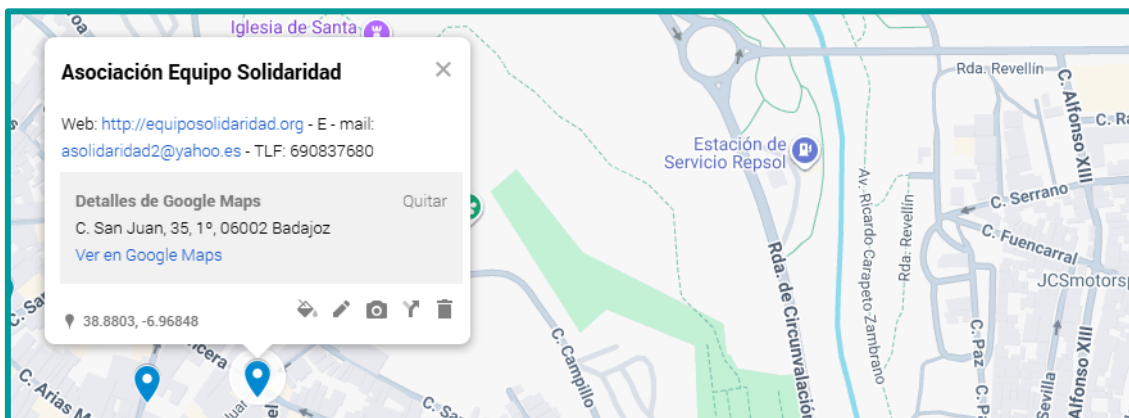 Iglesia de Santa
Asociación Equipo Solidaridad
Web: http://equiposolidaridad.org - E - mail:
asolidaridad2@yahoo.es - TLF: 690837680
Detalles de Google Maps Quitar
C. San Juan, 35, 1º, 06002 Badajoz
Ver en Google Maps
38.8803, -6.96848
C. Arias
C. Campillo
Estación de
Servicio Repsol
Rda. de Circunvalación
Av. Ricardo Carapeto Zambrano
Rda. Revellín
Rda. Revellín
C. Alfonso XIII
C. Serrano
C. Fuencarral
JCSmotorsp
C. Paz
Sevilla
Alfonso XIII